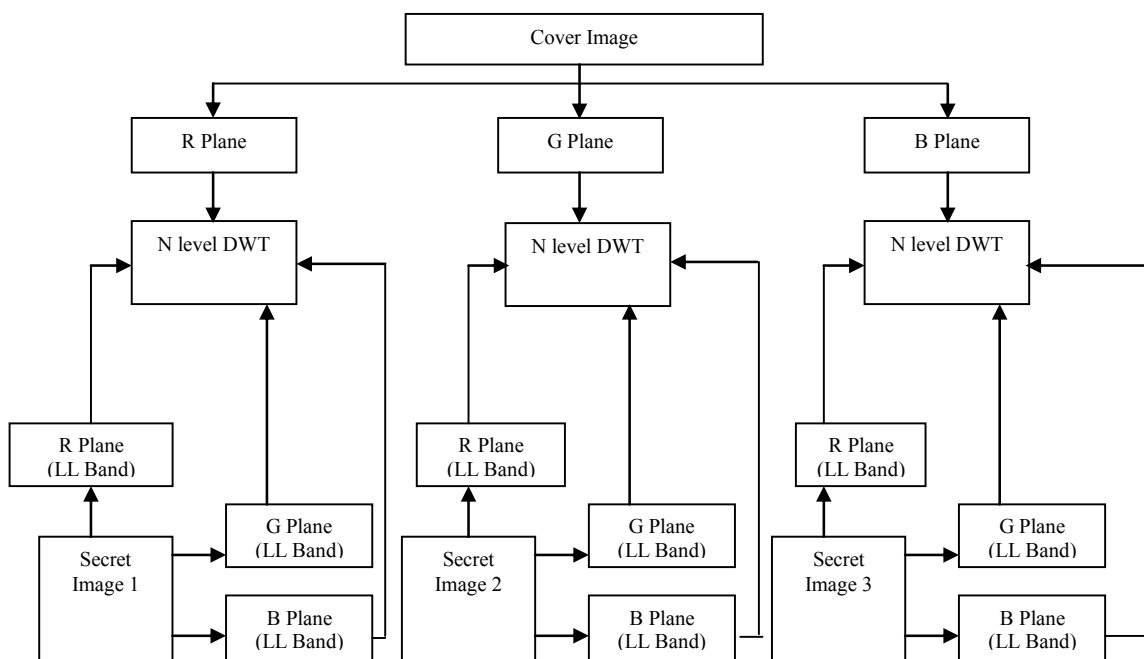 Cover Image
R Plane
G Plane
B Plane
N level DWT
N level DWT
N level DWT
R Plane
(LL Band)
R Plane
(LL Band)
R Plane
(LL Band)
G Plane
(LL Band)
G Plane
(LL Band)
G Plane
(LL Band)
Secret
Image 1
Secret
Image 2
Secret
Image 3
B Plane
(LL Band)
B Plane
(LL Band)
B Plane
(LL Band)